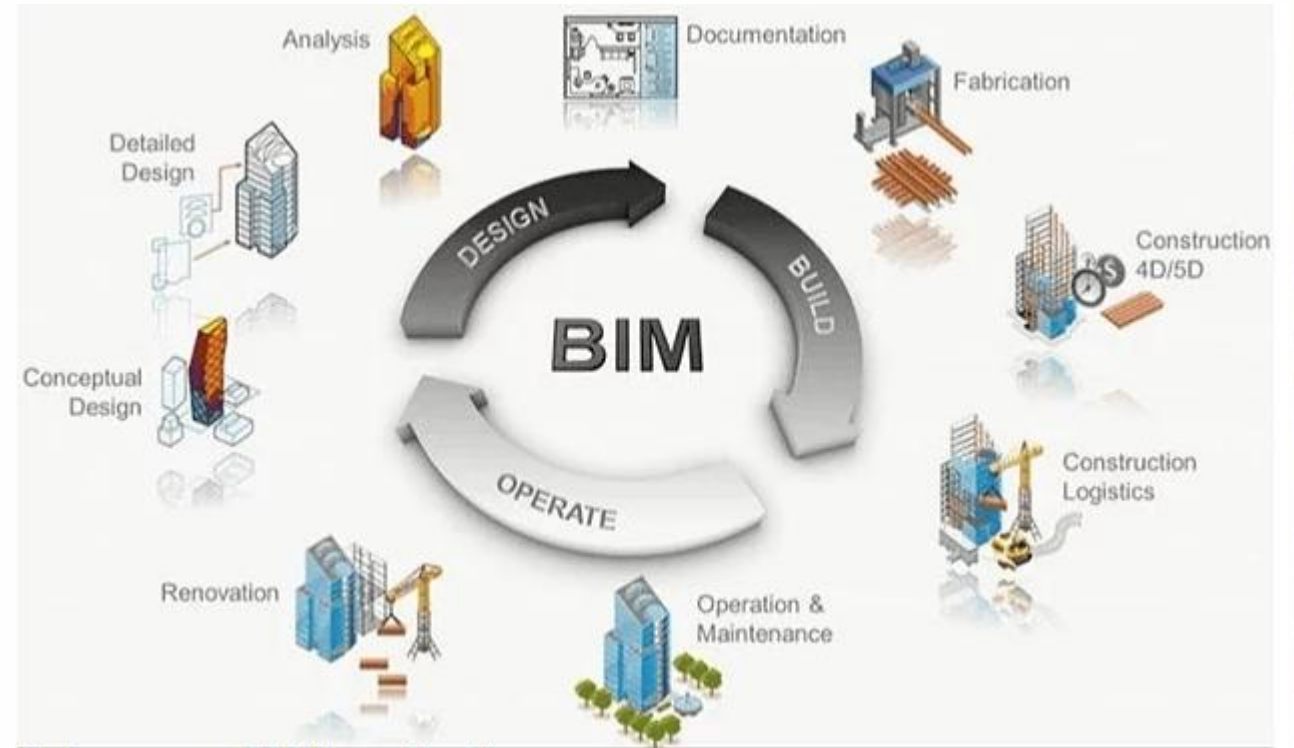 Analysis
Documentation
Fabrication
Detailed
Design
DESIGN
BUILD
Construction
4D/5D
BIM
Conceptual
Design
Construction
Logistics
OPERATE
Renovation
Operation &
Maintenance